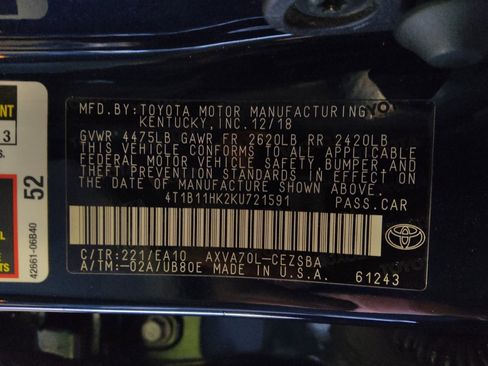 MFD.BY:TOYOTA MOTOR MANUFACTURING
KENTUCKY, INC. 12/18
GVWR 4475LB GAWR FR 2620LB RR 2420LB
THIS VEHICLE CONFORMS TO ALL APPLICABLE
FEDERAL MOTOR VEHICLE SAFETY, BUMPER, AND
THEFT PREVENTION STANDARDS IN EFFECT ON
THE DATE OF MANUFACTURE SHOWN ABOVE.
4T1B11HK2KU721591
PASS.CAR
C/TR:221/EA10 AXVA70L-CEZSBA
A/TM:-02A/UB80E MADE IN U.S.A.
61243
TOYOTA
52
42661-06B40
3
S.